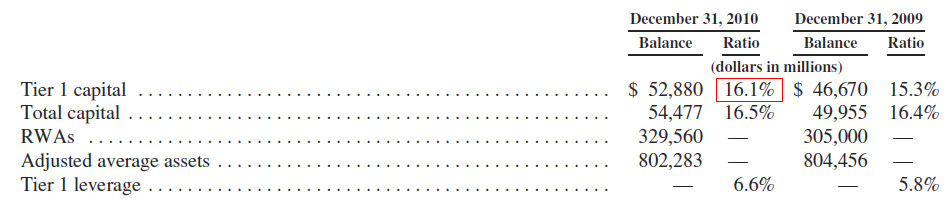 December 31, 2010 December 31, 2009
Balance Ratio Balance Ratio
(dollars in millions)
Tier 1 capital . . . . . . . . . . . . . . . . . . . . . . . . . . . . . . . . . . . . . . . . . . . . . . $ 52,880 16.1% $ 46,670 15.3%
Total capital . . . . . . . . . . . . . . . . . . . . . . . . . . . . . . . . . . . . . . . . . . . . . . . 54,477 16.5% 49,955 16.4%
RWAs . . . . . . . . . . . . . . . . . . . . . . . . . . . . . . . . . . . . . . . . . . . . . . . . . . 329,560 — 305,000 —
Adjusted average assets . . . . . . . . . . . . . . . . . . . . . . . . . . . . . . . . . . . . . . 802,283 — 804,456 —
Tier 1 leverage . . . . . . . . . . . . . . . . . . . . . . . . . . . . . . . . . . . . . . . . . . . . . — 6.6% — 5.8%